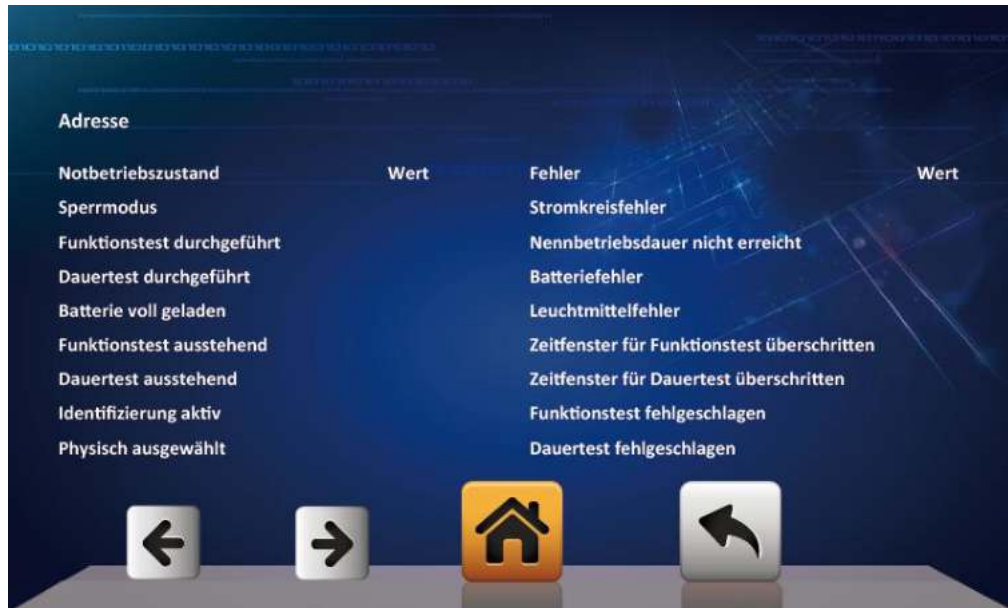 Adresse
Notbetriebszustand Wert Fehler Wert
Sperrmodus Stromkreisfehler
Funktionstest durchgeführt Nennbetriebsdauer nicht erreicht
Dauertest durchgeführt Batteriefehler
Batterie voll geladen Leuchtmittelfehler
Funktionstest ausstehend Zeitfenster für Funktionstest überschritten
Dauertest ausstehend Zeitfenster für Dauertest überschritten
Identifizierung aktiv Funktionstest fehlgeschlagen
Physisch ausgewählt Dauertest fehlgeschlagen